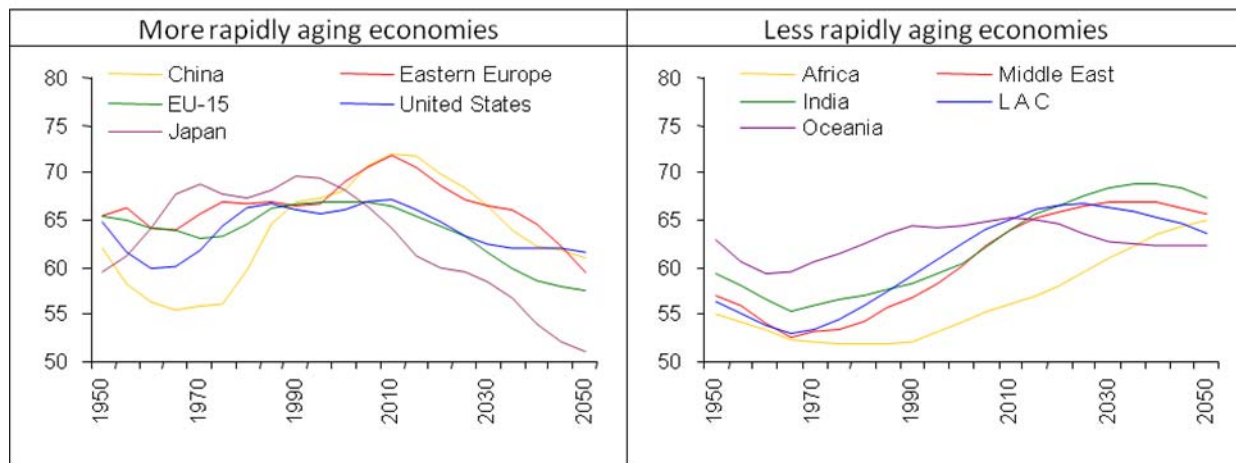 More rapidly aging economies
80
75
70
65
60
55
50
China
Eastern Europe
EU-15
United States
Japan
1950
1970
1990
2010
2030
2050
Less rapidly aging economies
80
75
70
65
60
55
50
Africa
Middle East
India
L A C
Oceania
1950
1970
1990
2010
2030
2050